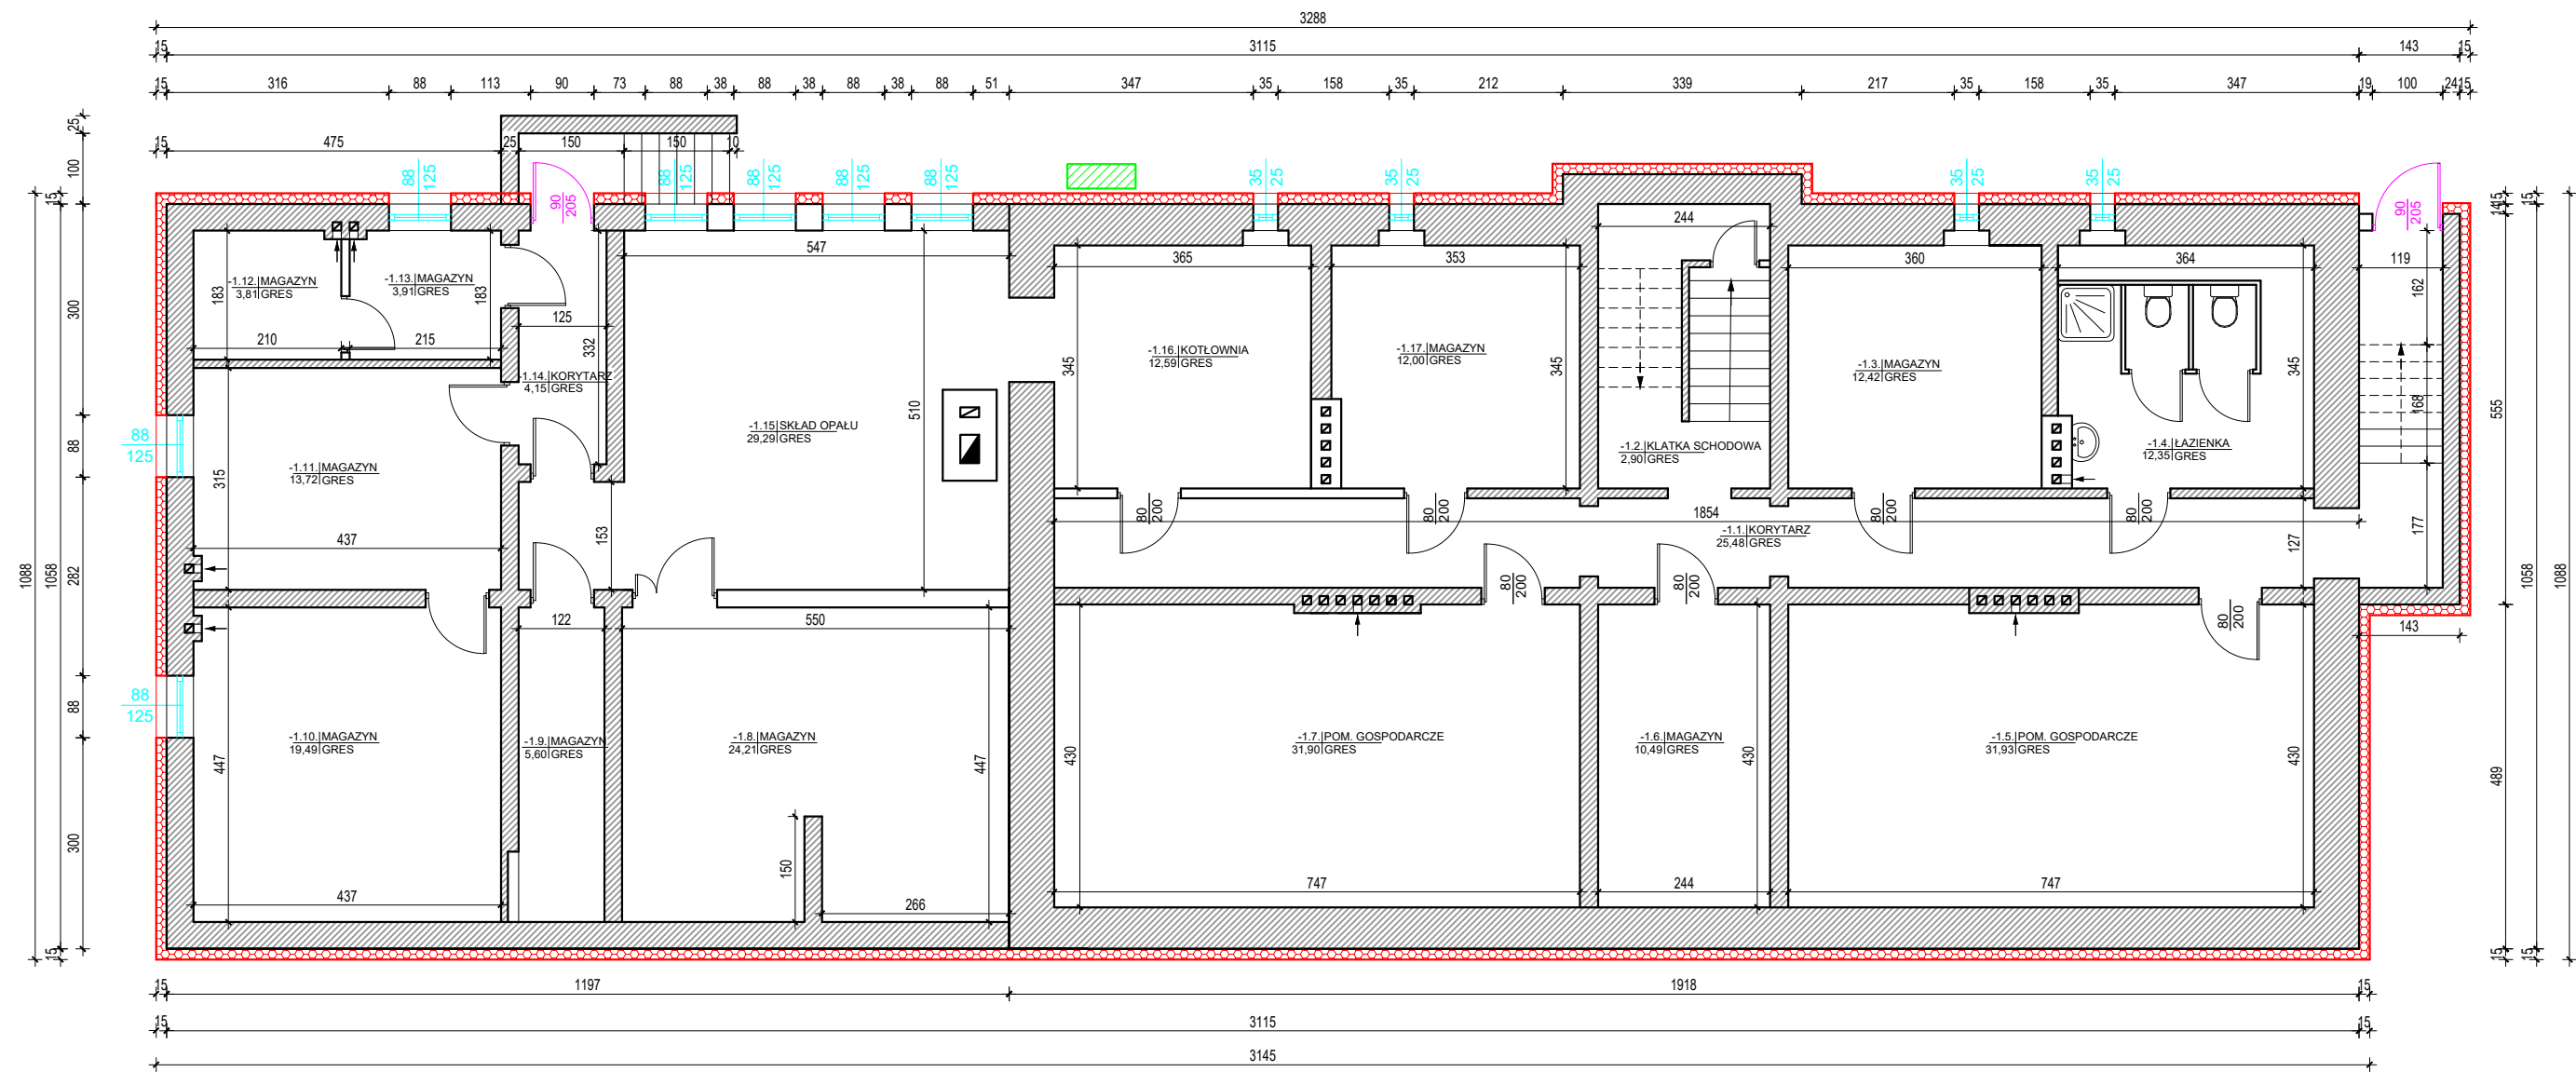 3288
15 3115 143 15
15 316 88 113 90 73 88 38 88 38 88 38 88 51 347 35 158 35 212 339 217 35 158 35 347 19 100 24 15
15 475 25 150 150 10
25 100 15 300 88 282 88 300 15
15 1058 15
1088
88
125
88
125
88
125
88
125
88
125
88
125
88
125
35
25
35
25
35
25
35
25
90
205
90
205
-1.12.|MAGAZYN
3,81|GRES
183
210
-1.13.|MAGAZYN
3,91|GRES
183
215
125
332
-1.14.|KORYTARZ
4,15|GRES
153
547
510
-1.15|SKŁAD OPAŁU
29,29|GRES
365
345
-1.16.|KOTŁOWNIA
12,59|GRES
353
345
-1.17.|MAGAZYN
12,00|GRES
244
-1.2.|KLATKA SCHODOWA
2,90|GRES
360
-1.3.|MAGAZYN
12,42|GRES
364
345
-1.4.|ŁAZIENKA
12,35|GRES
119
162
168
177
315
-1.11.|MAGAZYN
13,72|GRES
437
80
200
80
200
80
200
80
200
1854
-1.1.|KORYTARZ
25,48|GRES
127
80
200
80
200
80
200
143
122
550
447
-1.10.|MAGAZYN
19,49|GRES
437
-1.9.|MAGAZYN
5,60|GRES
-1.8.|MAGAZYN
24,21|GRES
447
150
266
430
-1.7.|POM. GOSPODARCZE
31,90|GRES
747
-1.6.|MAGAZYN
10,49|GRES
430
244
-1.5.|POM. GOSPODARCZE
31,93|GRES
430
747
15 14 555 489 15
15 1058 15
1088
15 1197 1918 15
15 3115 15
3145